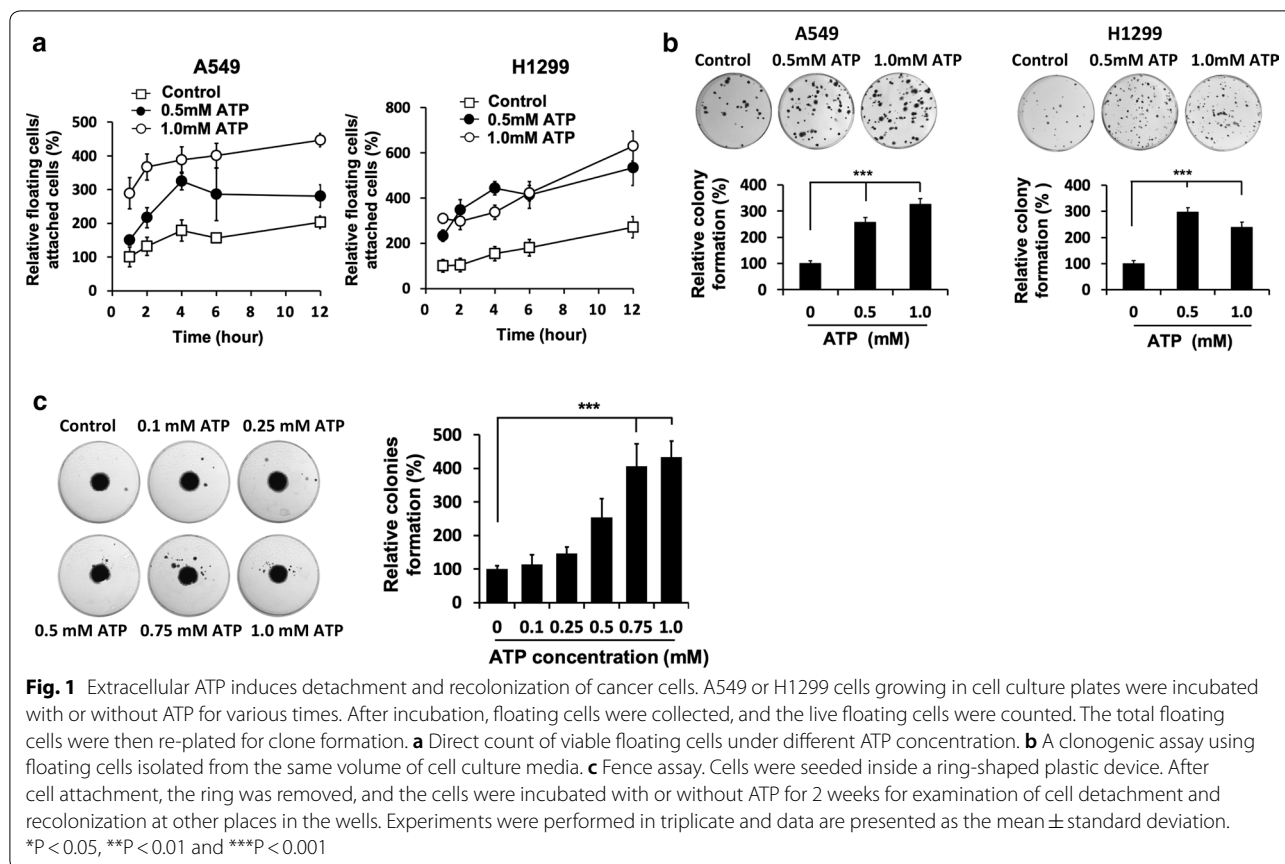 a
A549
Control
0.5mM ATP
1.0mM ATP
Relative floating cells/
attached cells (%)
500
400
300
200
100
0
0 2 4 6 8 10 12
Time (hour)
H1299
Control
0.5mM ATP
1.0mM ATP
Relative floating cells/
attached cells (%)
800
600
400
200
0
0 2 4 6 8 10 12
Time (hour)
b
A549
Control 0.5mM ATP 1.0mM ATP
***
Relative colony
formation (%)
400
300
200
100
0
0 0.5 1.0
ATP (mM)
H1299
Control 0.5mM ATP 1.0mM ATP
***
Relative colony
formation (% )
400
300
200
100
0
0 0.5 1.0
ATP (mM)
c
Control 0.1 mM ATP 0.25 mM ATP
0.5 mM ATP 0.75 mM ATP 1.0 mM ATP
***
Relative colonies
formation (%)
500
400
300
200
100
0
0 0.1 0.25 0.5 0.75 1.0
ATP concentration (mM)
Fig. 1 Extracellular ATP induces detachment and recolonization of cancer cells. A549 or H1299 cells growing in cell culture plates were incubated
with or without ATP for various times. After incubation, floating cells were collected, and the live floating cells were counted. The total floating
cells were then re-plated for clone formation. a Direct count of viable floating cells under different ATP concentration. b A clonogenic assay using
floating cells isolated from the same volume of cell culture media. c Fence assay. Cells were seeded inside a ring-shaped plastic device. After
cell attachment, the ring was removed, and the cells were incubated with or without ATP for 2 weeks for examination of cell detachment and
recolonization at other places in the wells. Experiments were performed in triplicate and data are presented as the mean ± standard deviation.
*P < 0.05, **P < 0.01 and ***P < 0.001